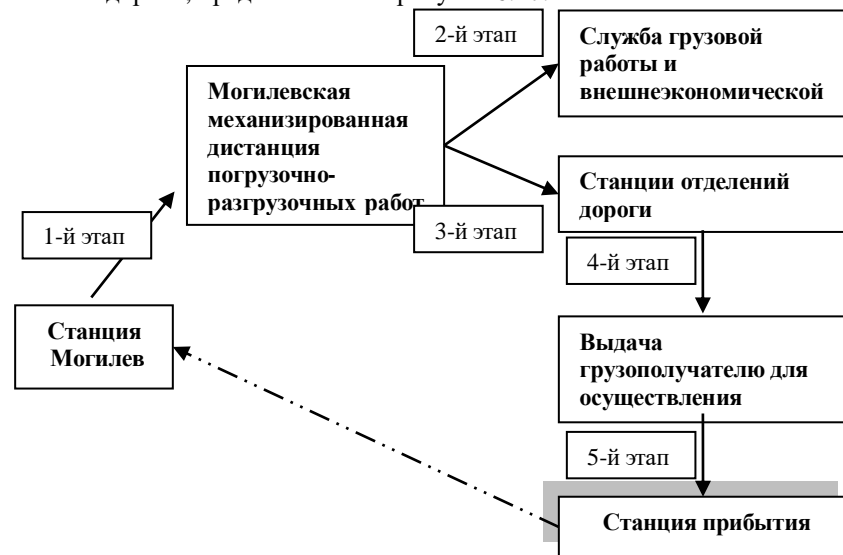 2-й этап
Служба грузовой
работы и
внешнеэкономической
Могилевская
механизированная
дистанция
погрузочно-
разгрузочных работ
Станции отделений
дороги
1-й этап
3-й этап
4-й этап
Станция
Могилев
Выдача
грузополучателю для
осуществления
5-й этап
Станция прибытия